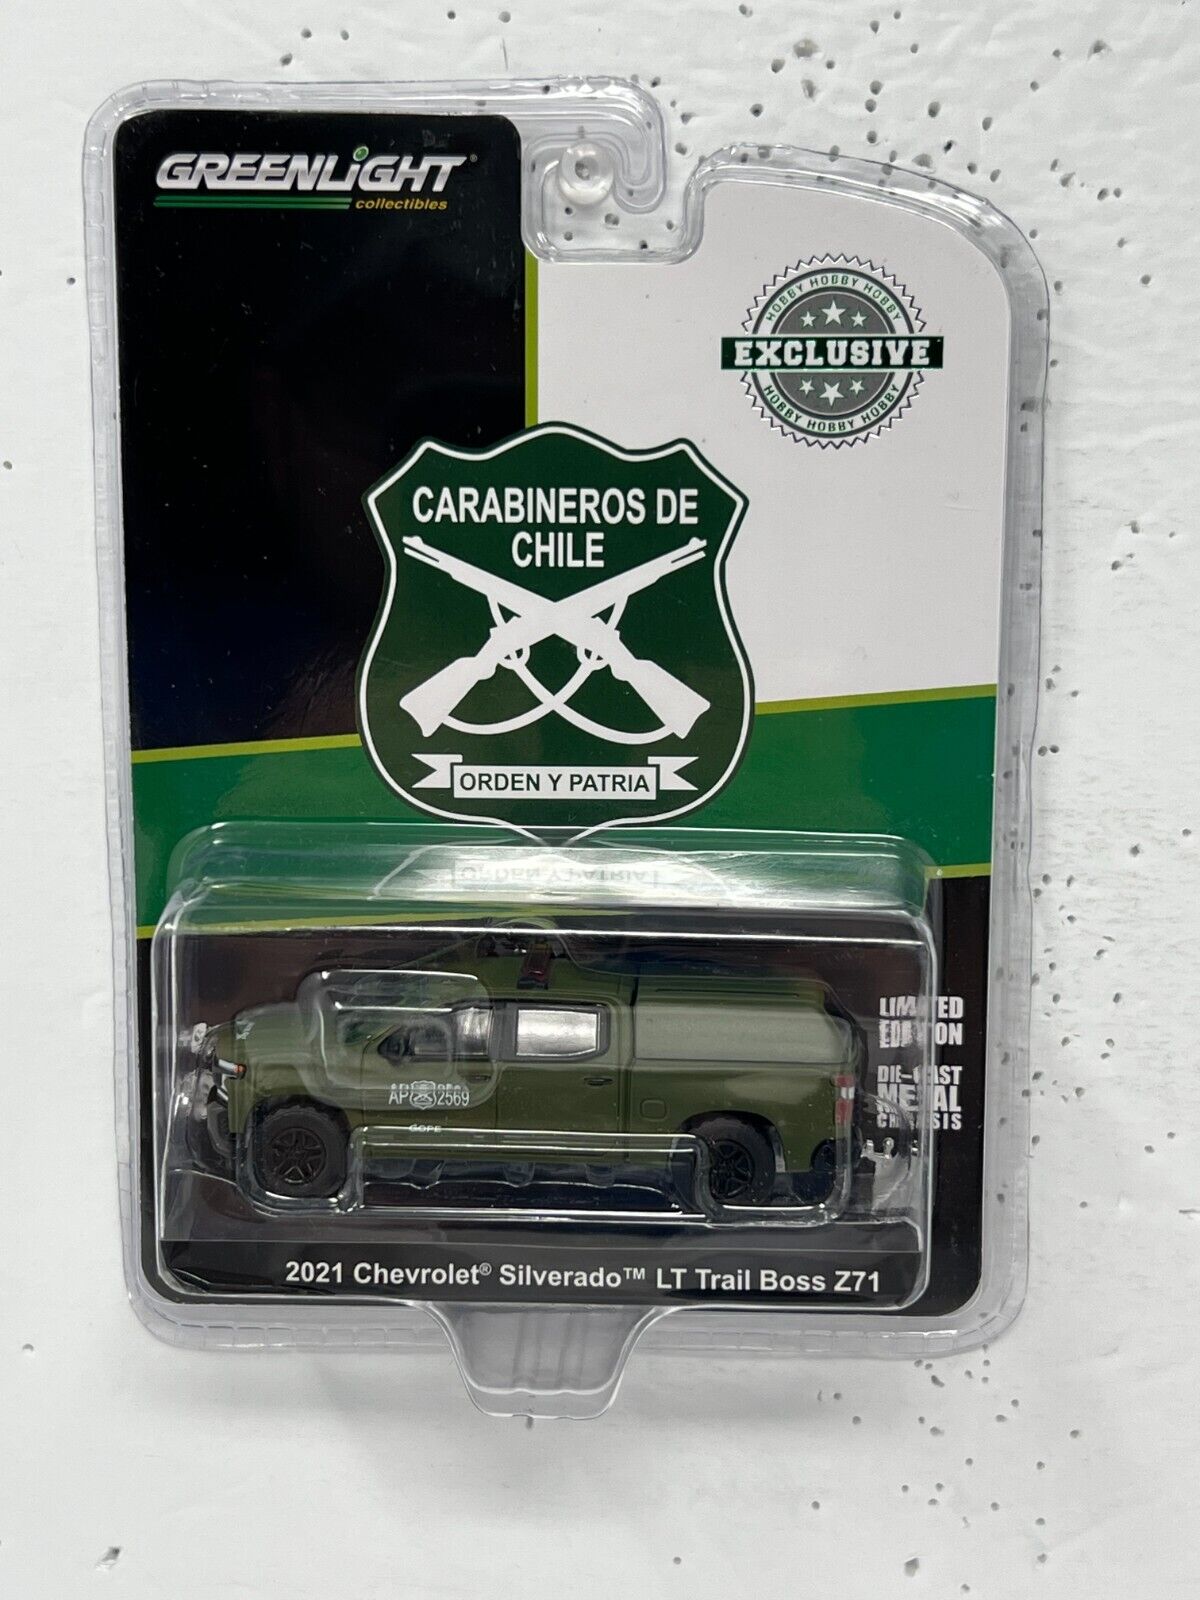 GREENLiGHT®
collectibles
HOBBY HOBBY HOBBY
EXCLUSIVE
HOBBY HOBBY HOBBY
CARABINEROS DE
CHILE
ORDEN Y PATRIA
LIMITED
EDITION
DIE-CAST
METAL
CHASSIS
2569
GOPE
2021 Chevrolet® Silverado™ LT Trail Boss Z71